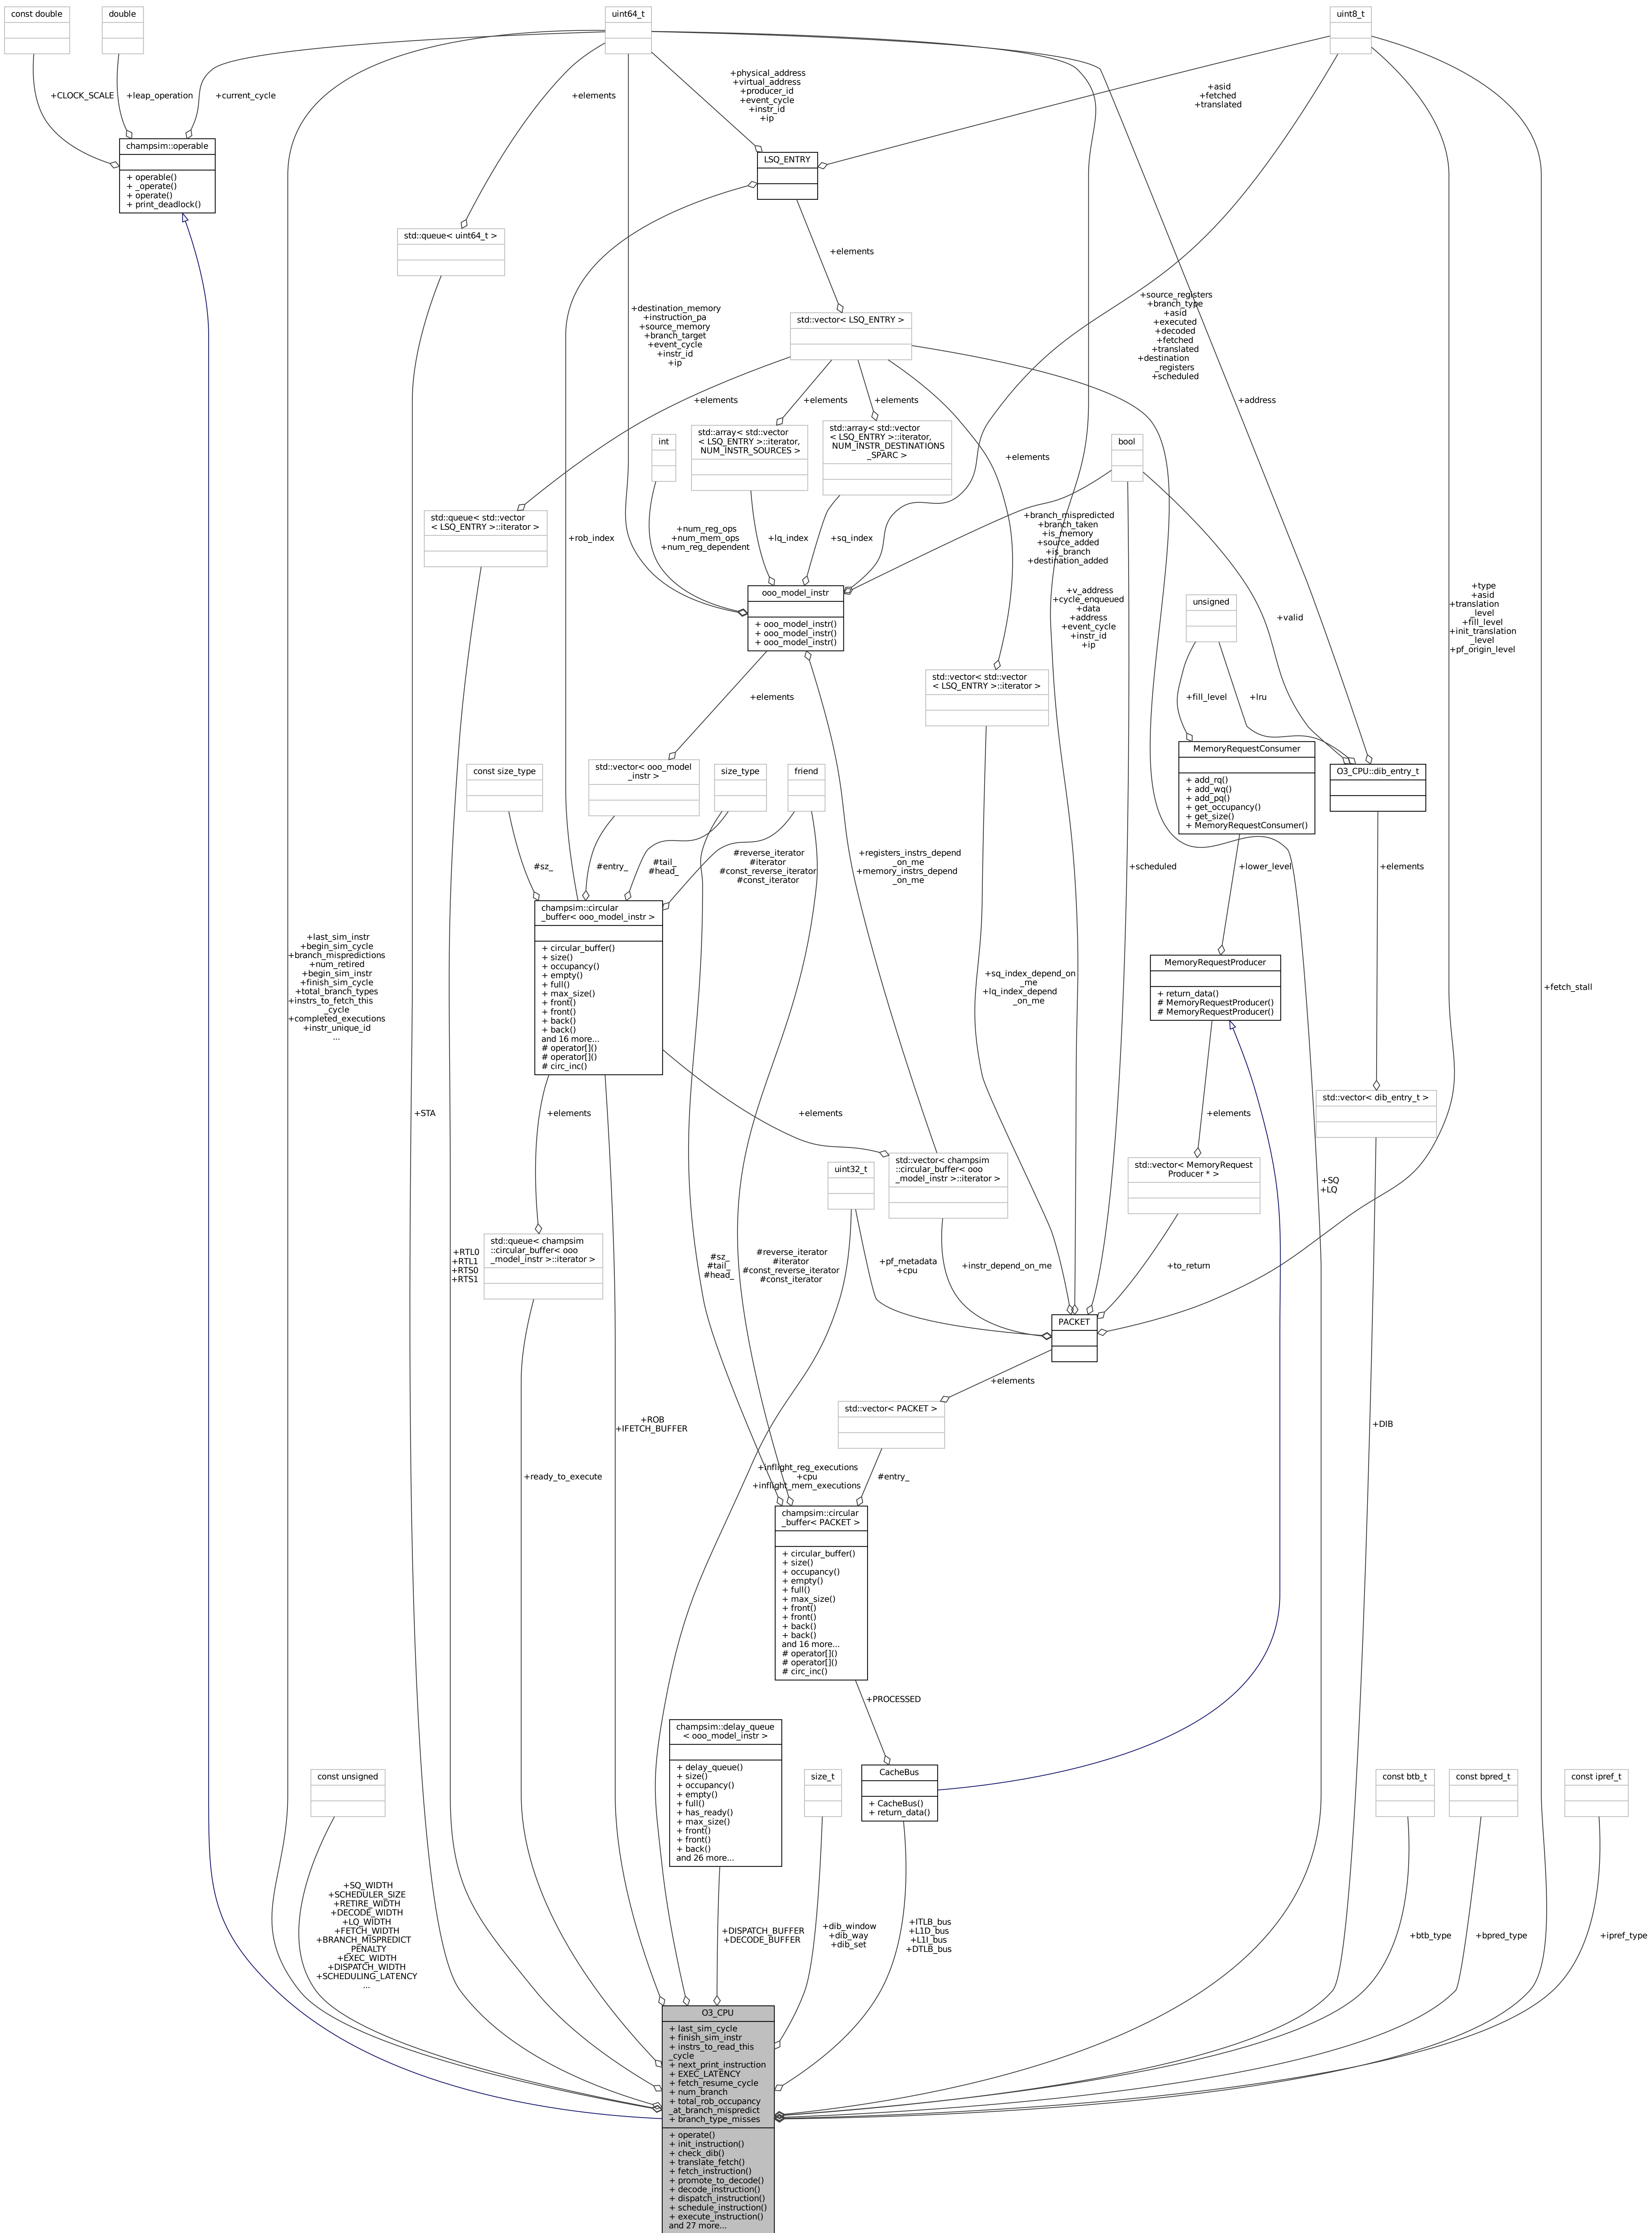 const double
double
uint64_t
uint8_t
+physical_address
+virtual_address
+producer_id
+event_cycle
+instr_id
+ip
+CLOCK_SCALE
+leap_operation
+current_cycle
+elements
+asid
+fetched
+translated
champsim::operable
+ operable()
+ _operate()
+ operate()
+ print_deadlock()
LSQ_ENTRY
std::queue< uint64_t >
+elements
+destination_memory
+instruction_pa
+source_memory
+branch_target
+event_cycle
+instr_id
+ip
std::vector< LSQ_ENTRY >
+source_registers
+branch_type
+asid
+executed
+decoded
+fetched
+translated
+destination
_registers
+scheduled
+elements
+elements
+elements
+address
int
std::array< std::vector
< LSQ_ENTRY >::iterator,
NUM_INSTR_SOURCES >
std::array< std::vector
< LSQ_ENTRY >::iterator,
NUM_INSTR_DESTINATIONS
_SPARC >
+elements
bool
std::queue< std::vector
< LSQ_ENTRY >::iterator >
+rob_index
+num_reg_ops
+num_mem_ops
+num_reg_dependent
+lq_index
+sq_index
+branch_mispredicted
+branch_taken
+is_memory
+source_added
+is_branch
+destination_added
ooo_model_instr
+ ooo_model_instr()
+ ooo_model_instr()
+ ooo_model_instr()
+v_address
+cycle_enqueued
+data
+address
+event_cycle
+instr_id
+ip
unsigned
+valid
+type
+asid
+translation
_level
+fill_level
+init_translation
_level
+pf_origin_level
std::vector< std::vector
< LSQ_ENTRY >::iterator >
+elements
+fill_level
+lru
const size_type
std::vector< ooo_model
_instr >
size_type
friend
MemoryRequestConsumer
+ add_rq()
+ add_wq()
+ add_pq()
+ get_occupancy()
+ get_size()
+ MemoryRequestConsumer()
O3_CPU::dib_entry_t
#sz_
#entry_
#tail_
#head_
#reverse_iterator
#iterator
#const_reverse_iterator
#const_iterator
+registers_instrs_depend
_on_me
+memory_instrs_depend
_on_me
+scheduled
+lower_level
+elements
champsim::circular
_buffer< ooo_model_instr >
+ circular_buffer()
+ size()
+ occupancy()
+ empty()
+ full()
+ max_size()
+ front()
+ front()
+ back()
+ back()
and 16 more...
# operator[]()
# operator[]()
# circ_inc()
+last_sim_instr
+begin_sim_cycle
+branch_mispredictions
+num_retired
+begin_sim_instr
+finish_sim_cycle
+total_branch_types
+instrs_to_fetch_this
_cycle
+completed_executions
+instr_unique_id
...
+sq_index_depend_on
_me
+lq_index_depend
_on_me
MemoryRequestProducer
+ return_data()
# MemoryRequestProducer()
# MemoryRequestProducer()
+fetch_stall
+STA
+elements
+elements
+elements
std::vector< dib_entry_t >
uint32_t
std::vector< champsim
::circular_buffer< ooo
_model_instr >::iterator >
std::vector< MemoryRequest
Producer * >
+SQ
+LQ
std::queue< champsim
::circular_buffer< ooo
_model_instr >::iterator >
+RTL0
+RTL1
+RTS0
+RTS1
#sz_
#tail_
#head_
#reverse_iterator
#iterator
#const_reverse_iterator
#const_iterator
+pf_metadata
+cpu
+instr_depend_on_me
+to_return
PACKET
+elements
std::vector< PACKET >
+ROB
+IFETCH_BUFFER
+DIB
+ready_to_execute
+inflight_reg_executions
+cpu
+inflight_mem_executions
#entry_
champsim::circular
_buffer< PACKET >
+ circular_buffer()
+ size()
+ occupancy()
+ empty()
+ full()
+ max_size()
+ front()
+ front()
+ back()
+ back()
and 16 more...
# operator[]()
# operator[]()
# circ_inc()
+PROCESSED
champsim::delay_queue
< ooo_model_instr >
+ delay_queue()
+ size()
+ occupancy()
+ empty()
+ full()
+ has_ready()
+ max_size()
+ front()
+ front()
+ back()
and 26 more...
const unsigned
size_t
CacheBus
+ CacheBus()
+ return_data()
const btb_t
const bpred_t
const ipref_t
+SQ_WIDTH
+SCHEDULER_SIZE
+RETIRE_WIDTH
+DECODE_WIDTH
+LQ_WIDTH
+FETCH_WIDTH
+BRANCH_MISPREDICT
_PENALTY
+EXEC_WIDTH
+DISPATCH_WIDTH
+SCHEDULING_LATENCY
...
+DISPATCH_BUFFER
+DECODE_BUFFER
+dib_window
+dib_way
+dib_set
+ITLB_bus
+L1D_bus
+L1I_bus
+DTLB_bus
+btb_type
+bpred_type
+ipref_type
O3_CPU
+ last_sim_cycle
+ finish_sim_instr
+ instrs_to_read_this
_cycle
+ next_print_instruction
+ EXEC_LATENCY
+ fetch_resume_cycle
+ num_branch
+ total_rob_occupancy
_at_branch_mispredict
+ branch_type_misses
+ operate()
+ init_instruction()
+ check_dib()
+ translate_fetch()
+ fetch_instruction()
+ promote_to_decode()
+ decode_instruction()
+ dispatch_instruction()
+ schedule_instruction()
+ execute_instruction()
and 27 more...